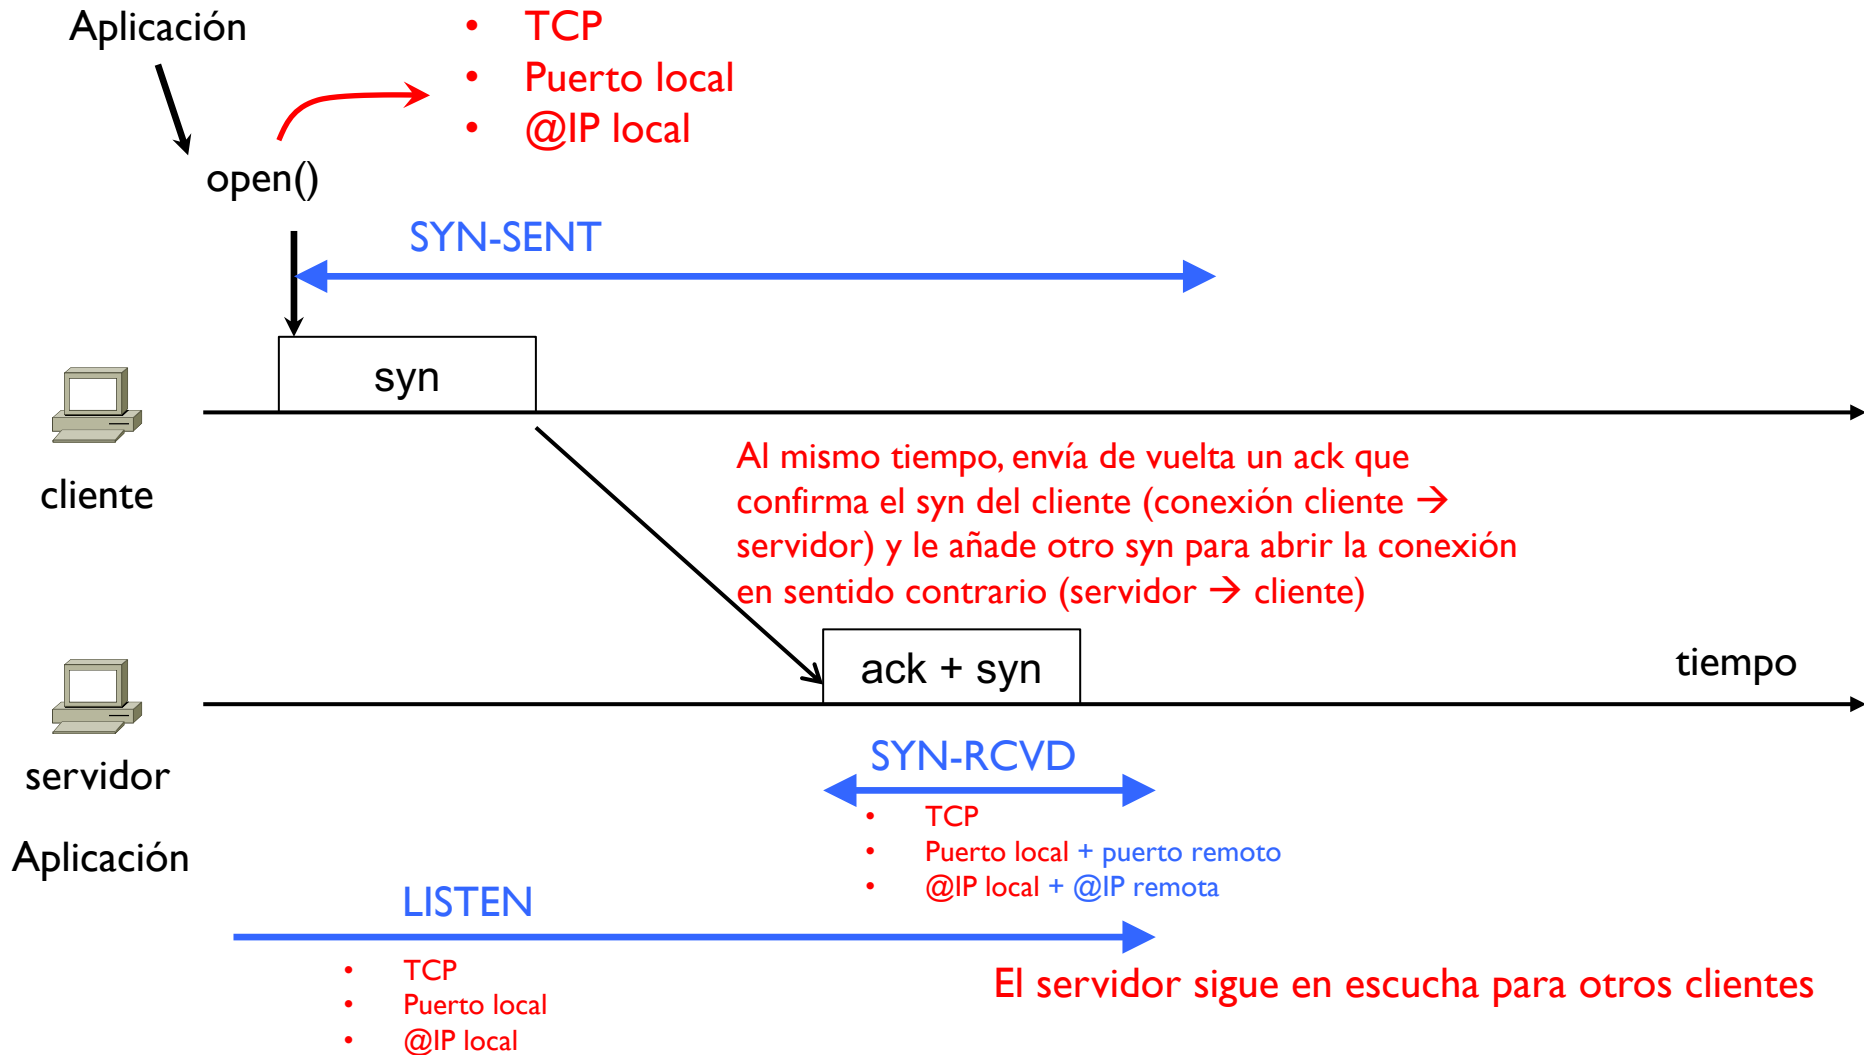 Aplicación
• TCP
• Puerto local
• @IP local
open()
SYN-SENT
syn
cliente
Al mismo tiempo, envía de vuelta un ack que
confirma el syn del cliente (conexión cliente →
servidor) y le añade otro syn para abrir la conexión
en sentido contrario (servidor → cliente)
ack + syn
tiempo
servidor
SYN-RCVD
• TCP
• Puerto local + puerto remoto
• @IP local + @IP remota
Aplicación
LISTEN
• TCP
• Puerto local
• @IP local
El servidor sigue en escucha para otros clientes